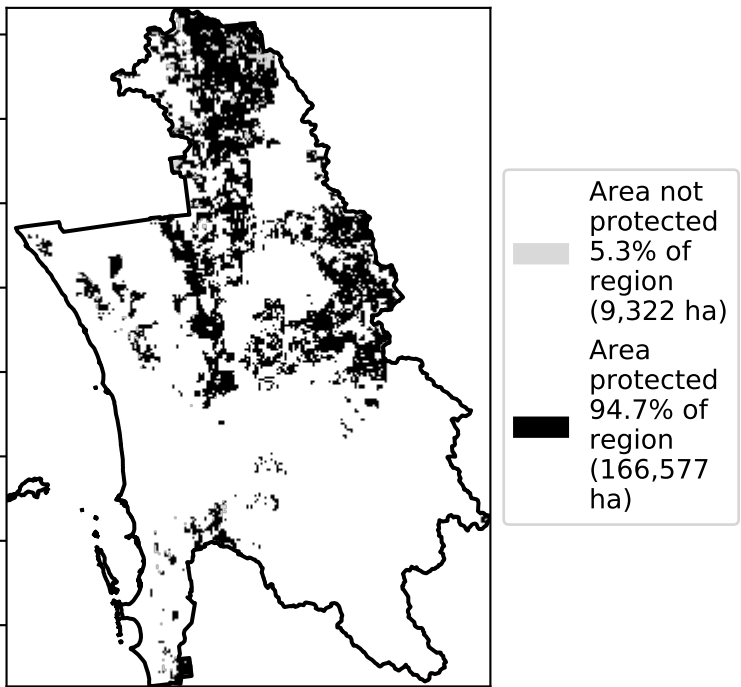 Area not
protected
5.3% of
region
(9,322 ha)
Area
protected
94.7% of
region
(166,577
ha)